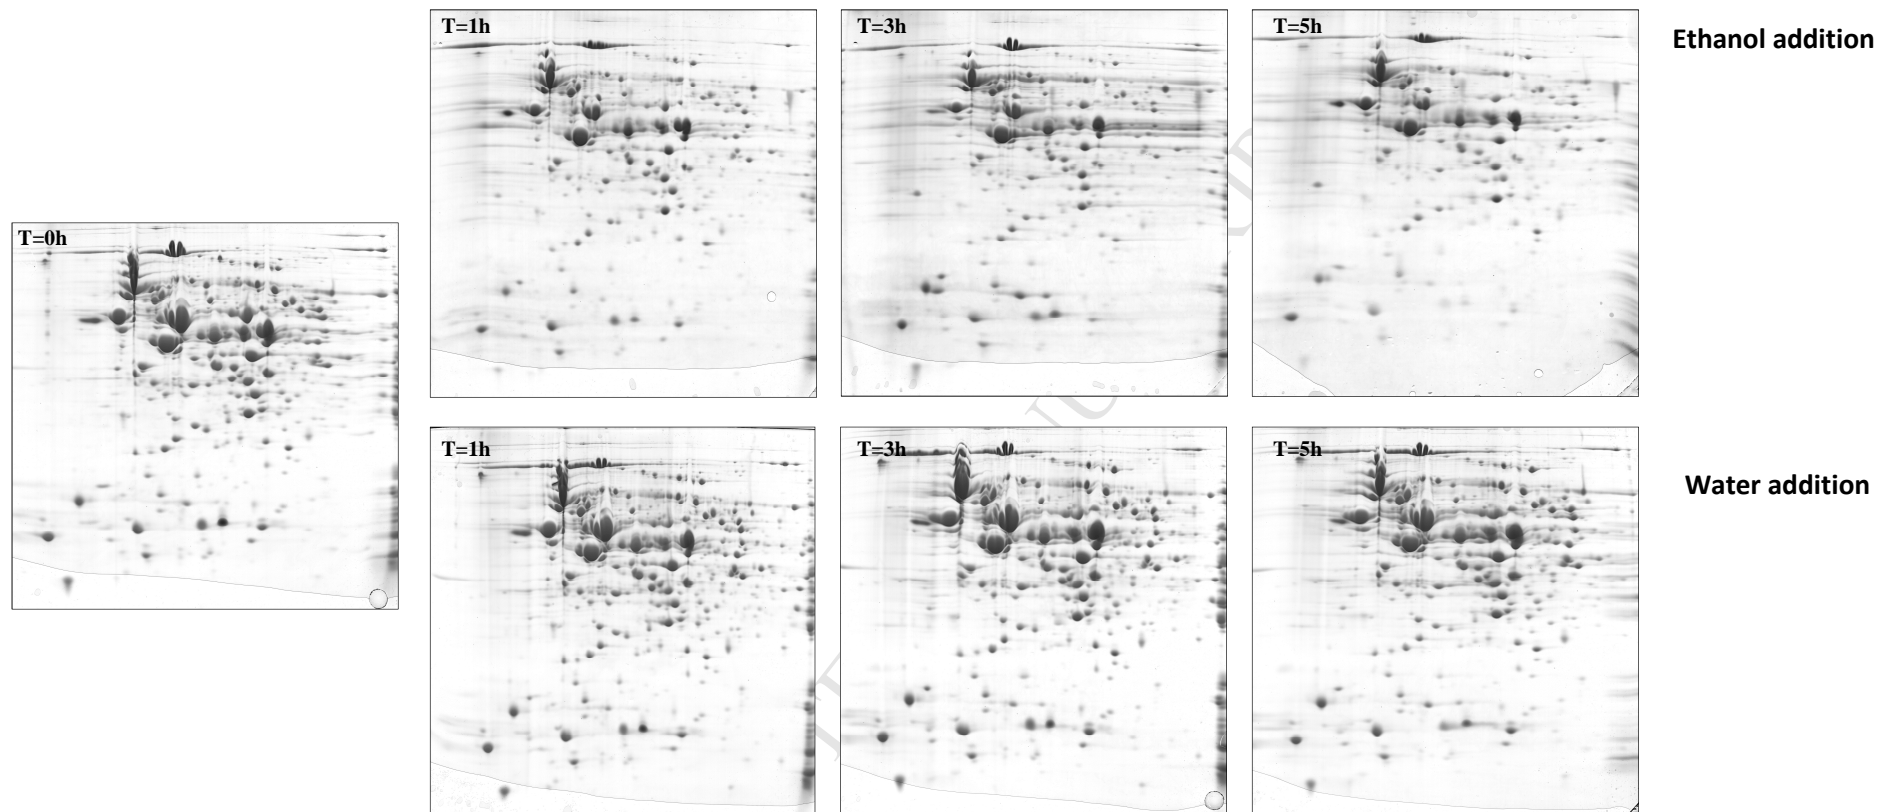 T=1h
T=3h
T=5h
Ethanol addition
T=0h
T=1h
T=3h
T=5h
Water addition